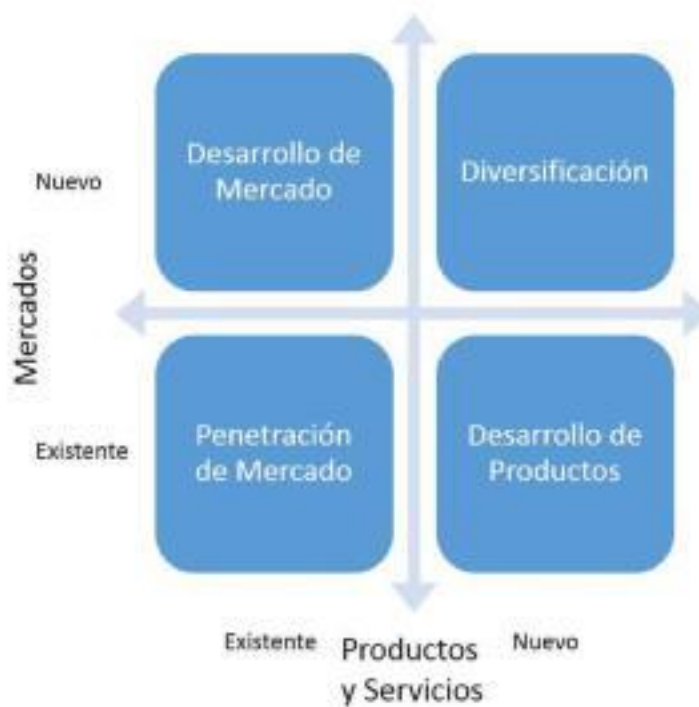 Desarrollo de
Mercado
Diversificación
Nuevo
Mercados
Penetración
de Mercado
Desarrollo de
Productos
Existente
Existente
Productos
y Servicios
Nuevo